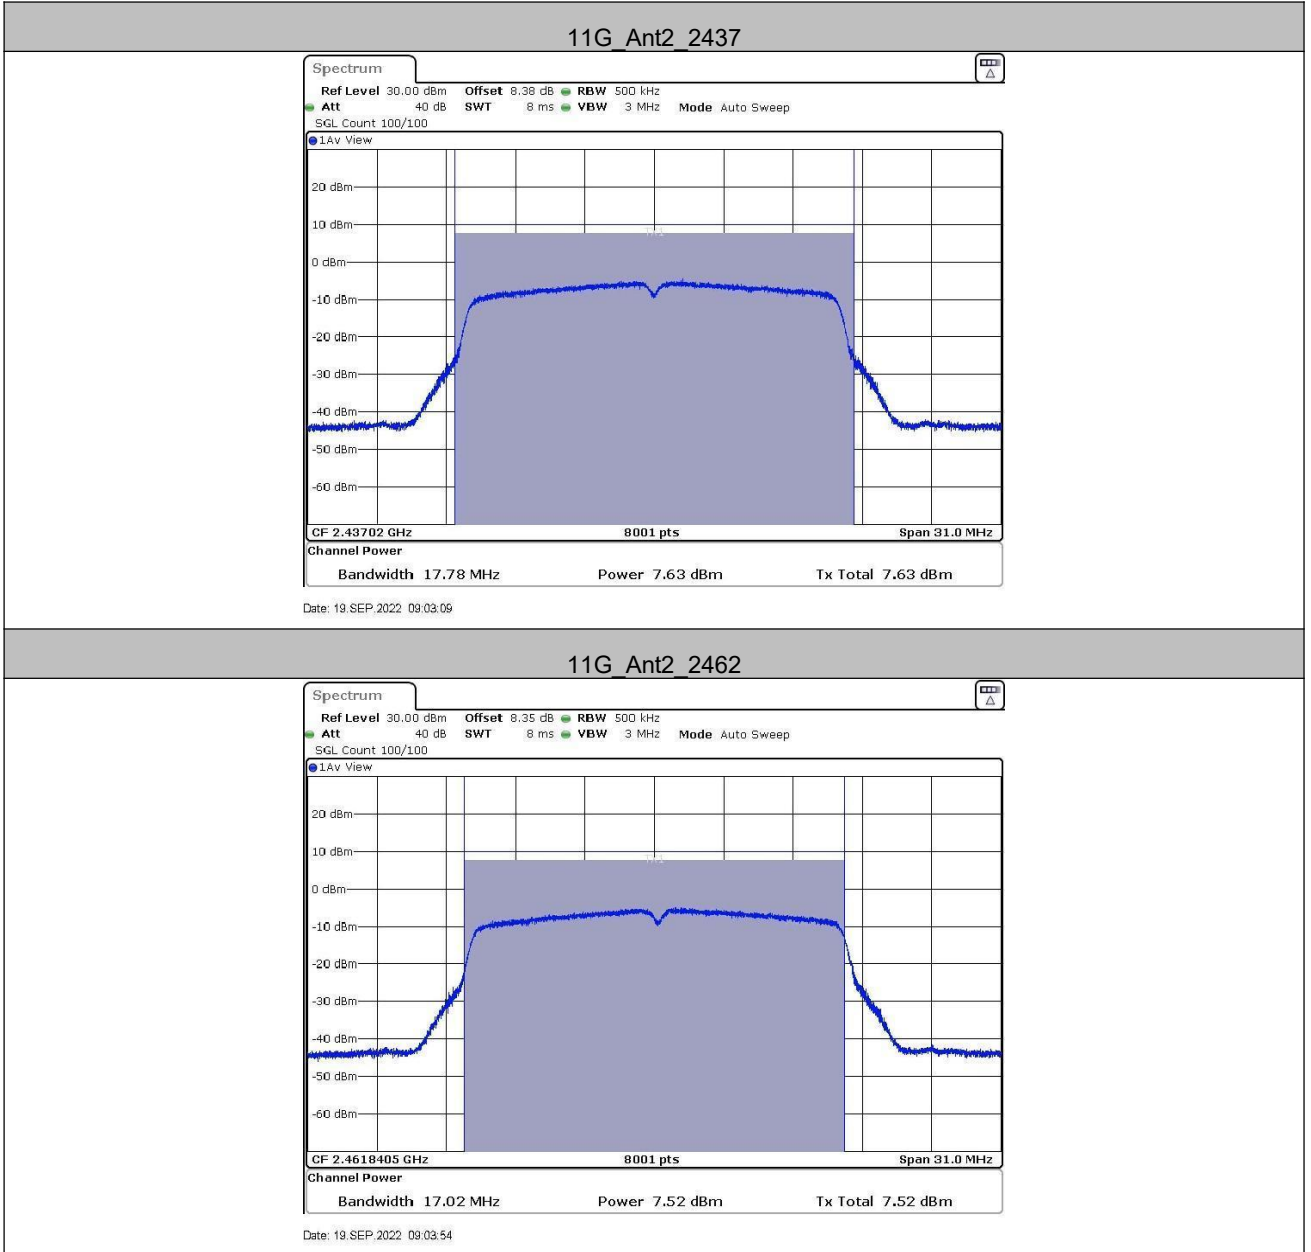 11G_Ant2_2437
Spectrum
Ref Level 30.00 dBm Offset 8.38 dB RBW 500 kHz
Att 40 dB SWT 8 ms VBW 3 MHz Mode Auto Sweep
SGL Count 100/100
1Av View
20 dBm
10 dBm
0 dBm
-10 dBm
-20 dBm
-30 dBm
-40 dBm
-50 dBm
-60 dBm
CF 2.43702 GHz 8001 pts Span 31.0 MHz
Channel Power
Bandwidth 17.78 MHz Power 7.63 dBm Tx Total 7.63 dBm
Date: 19.SEP.2022 09:03:09
11G_Ant2_2462
Spectrum
Ref Level 30.00 dBm Offset 8.35 dB RBW 500 kHz
Att 40 dB SWT 8 ms VBW 3 MHz Mode Auto Sweep
SGL Count 100/100
1Av View
20 dBm
10 dBm
0 dBm
-10 dBm
-20 dBm
-30 dBm
-40 dBm
-50 dBm
-60 dBm
CF 2.4618405 GHz 8001 pts Span 31.0 MHz
Channel Power
Bandwidth 17.02 MHz Power 7.52 dBm Tx Total 7.52 dBm
Date: 19.SEP.2022 09:03:54